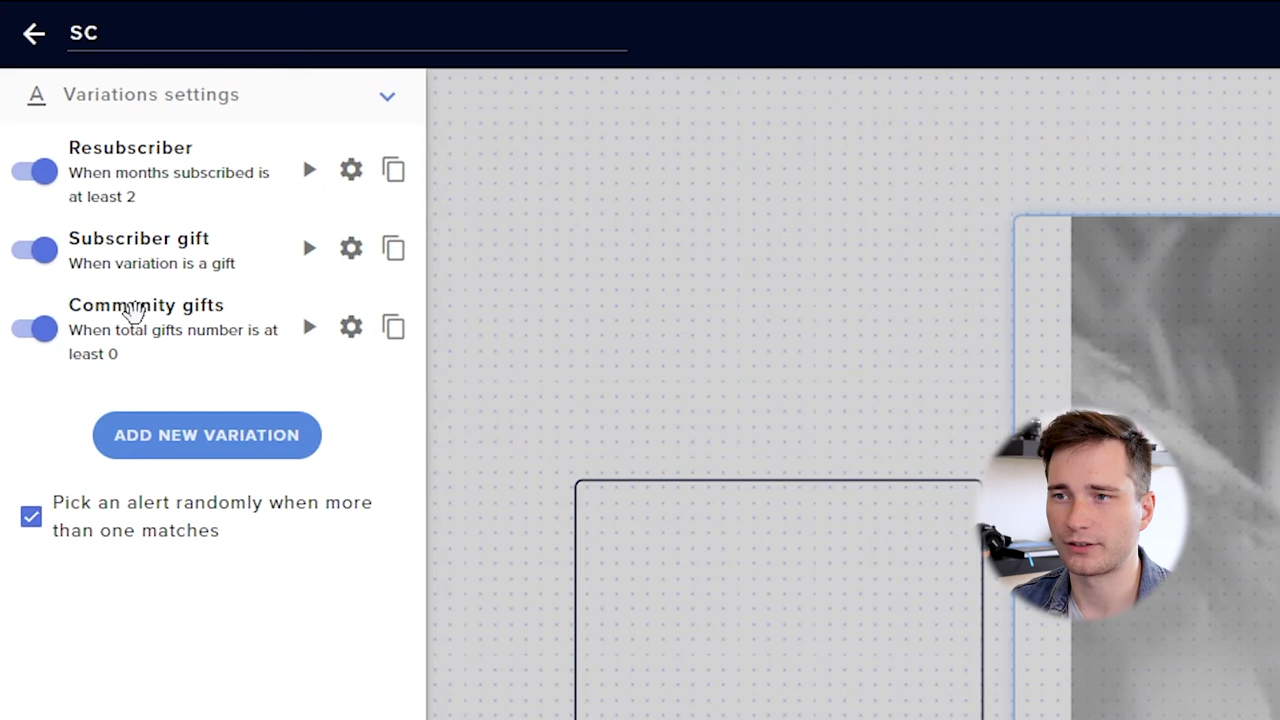 SC
A Variations settings
Resubscriber
When months subscribed is
at least 2
Subscriber gift
When variation is a gift
Community gifts
When total gifts number is at
least 0
ADD NEW VARIATION
Pick an alert randomly when more
than one matches